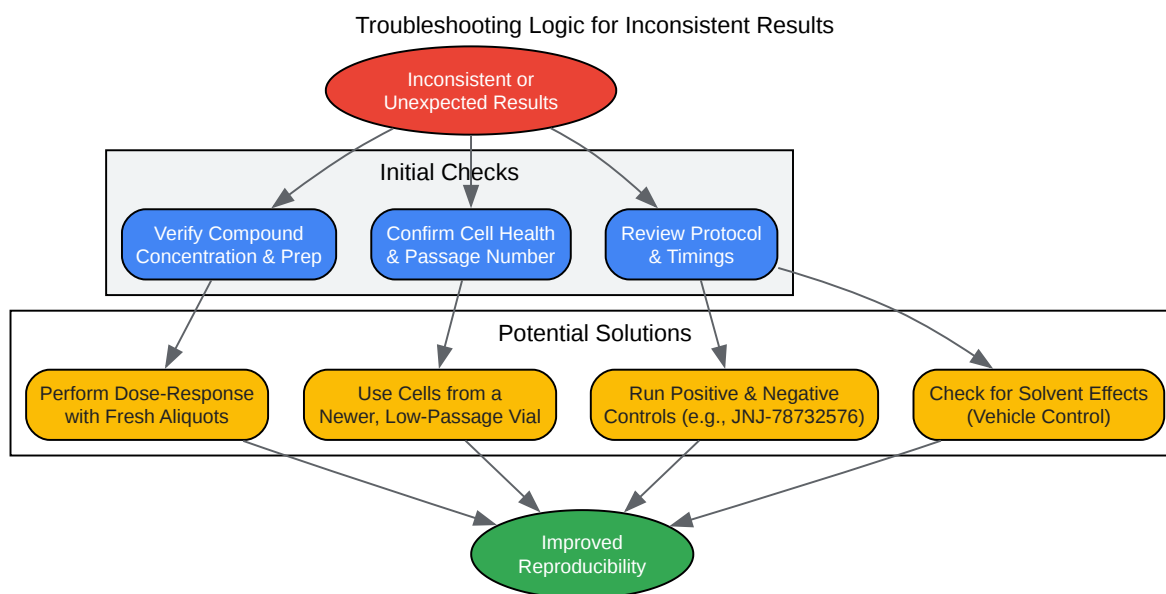 Troubleshooting Logic for Inconsistent Results
Inconsistent or
Unexpected Results
Initial Checks
Verify Compound
Concentration & Prep
Confirm Cell Health
& Passage Number
Review Protocol
& Timings
Potential Solutions
Perform Dose-Response
with Fresh Aliquots
Use Cells from a
Newer, Low-Passage Vial
Run Positive & Negative
Controls (e.g., JNJ-78732576)
Check for Solvent Effects
(Vehicle Control)
Improved
Reproducibility